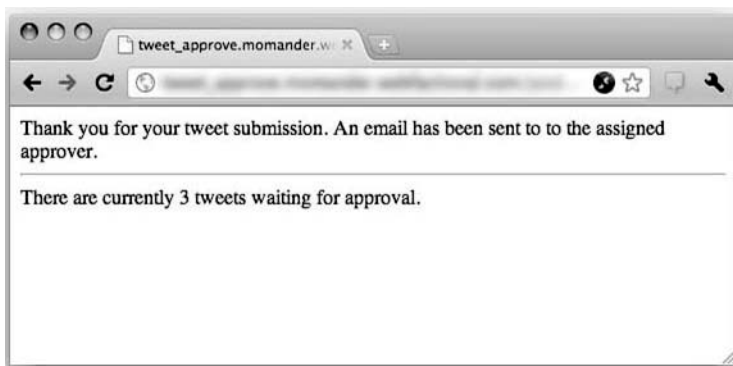 tweet_approve.momander.w
Thank you for your tweet submission. An email has been sent to to the assigned
approver.
There are currently 3 tweets waiting for approval.